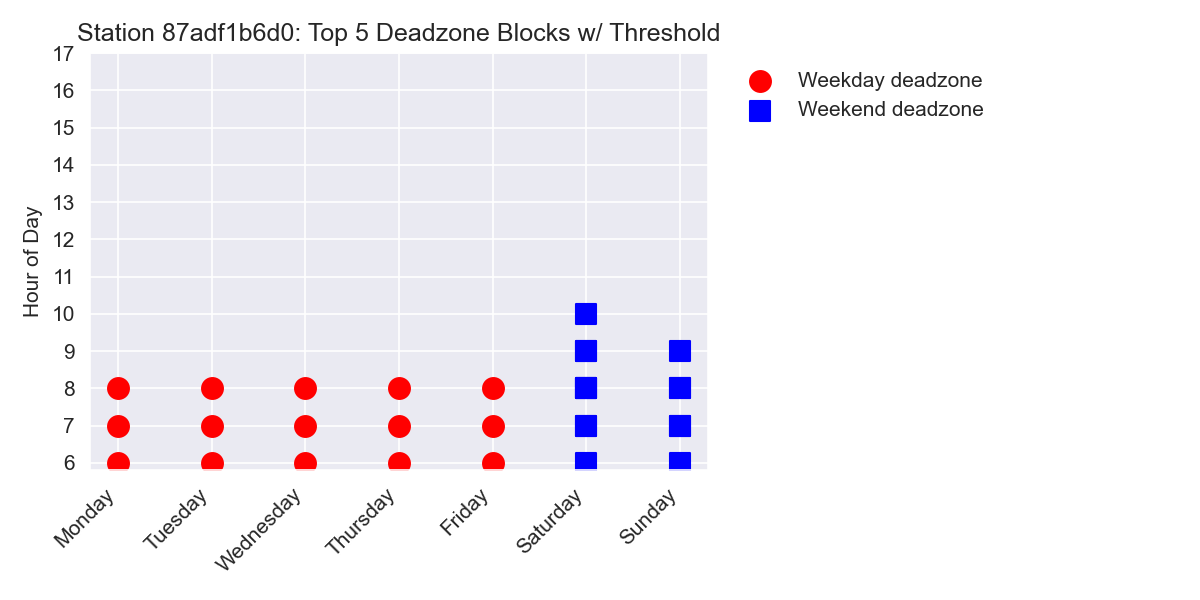 Station 87adf1b6d0: Top 5 Deadzone Blocks w/ Threshold
17
16
15
14
13
12
11
10
9
8
7
6
Hour of Day
Monday
Tuesday
Wednesday
Thursday
Friday
Saturday
Sunday
Weekday deadzone
Weekend deadzone